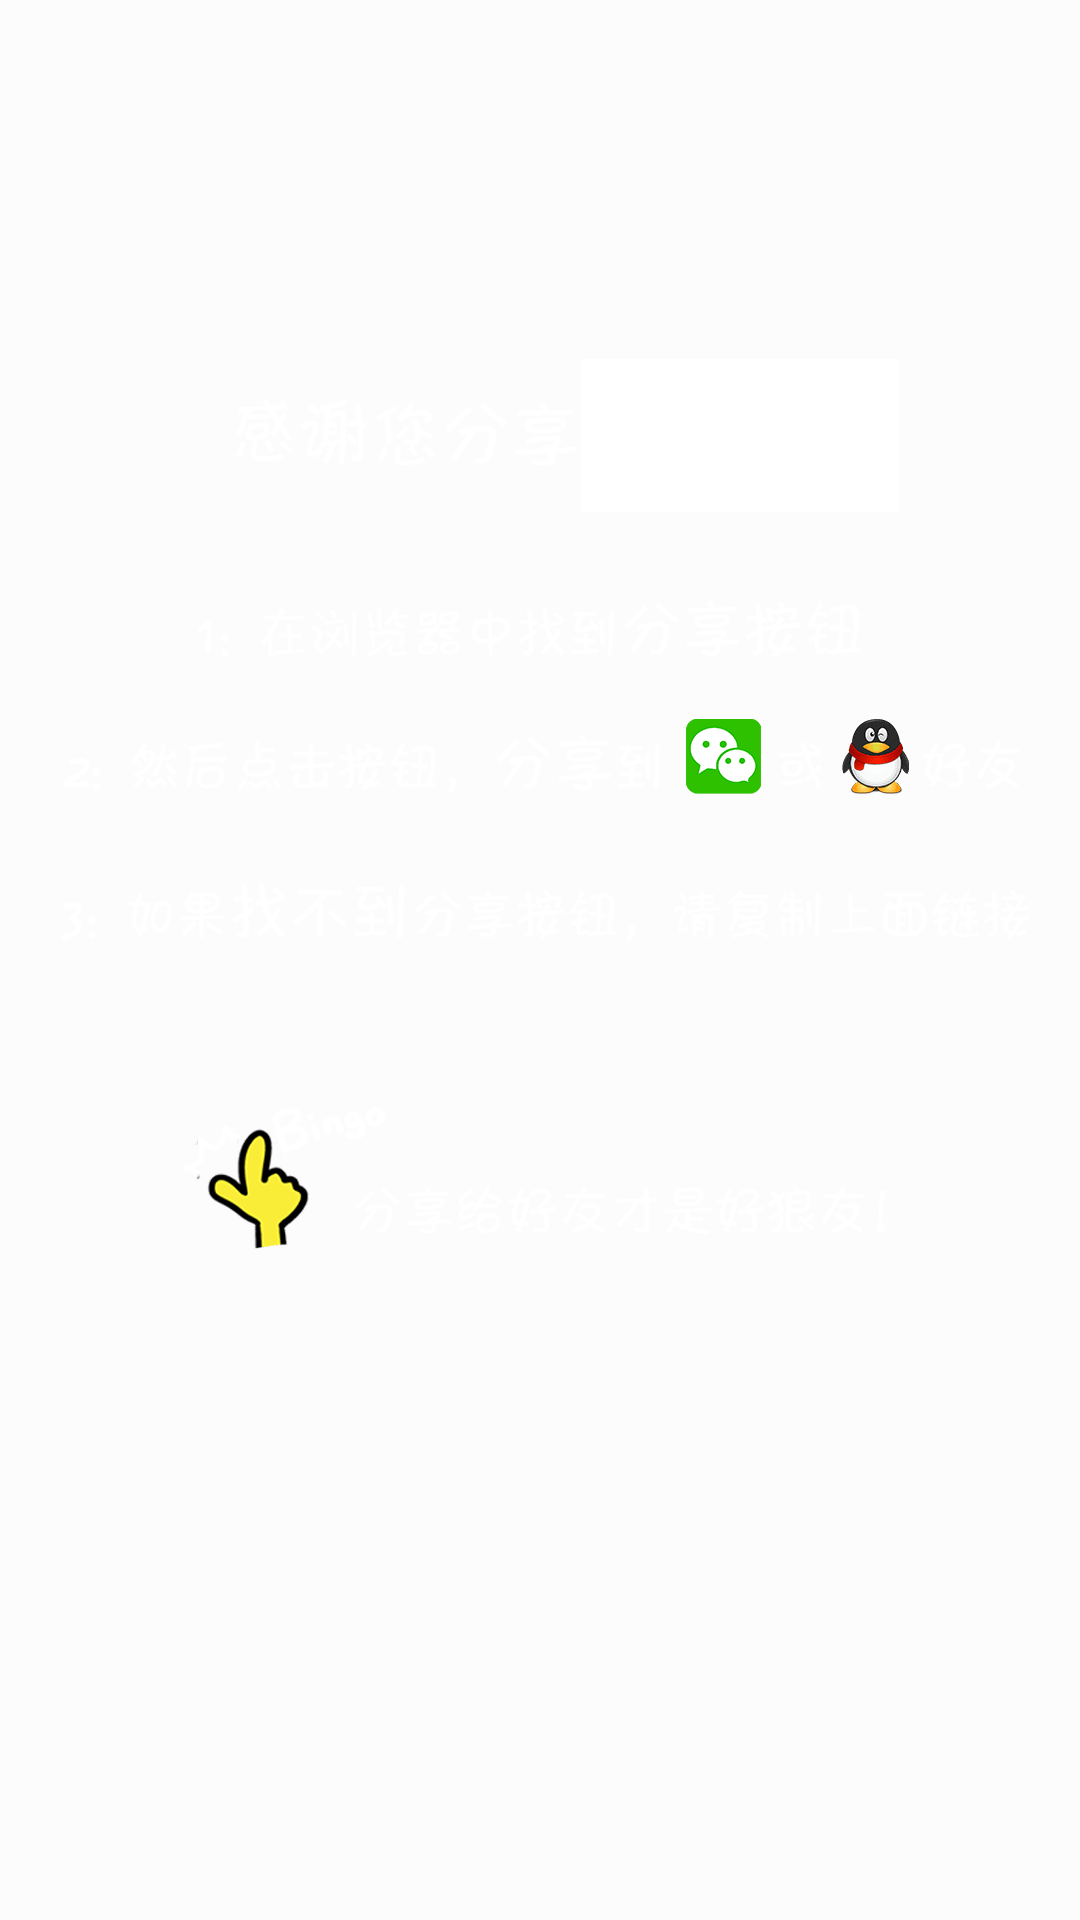 感谢您分享
1：在浏览器中找到分享按钮
2：然后点击按钮，分享到 或 好友
3：如果找不到分享按钮，请复制上面链接
Bingo
分享给好友才是好狼友！